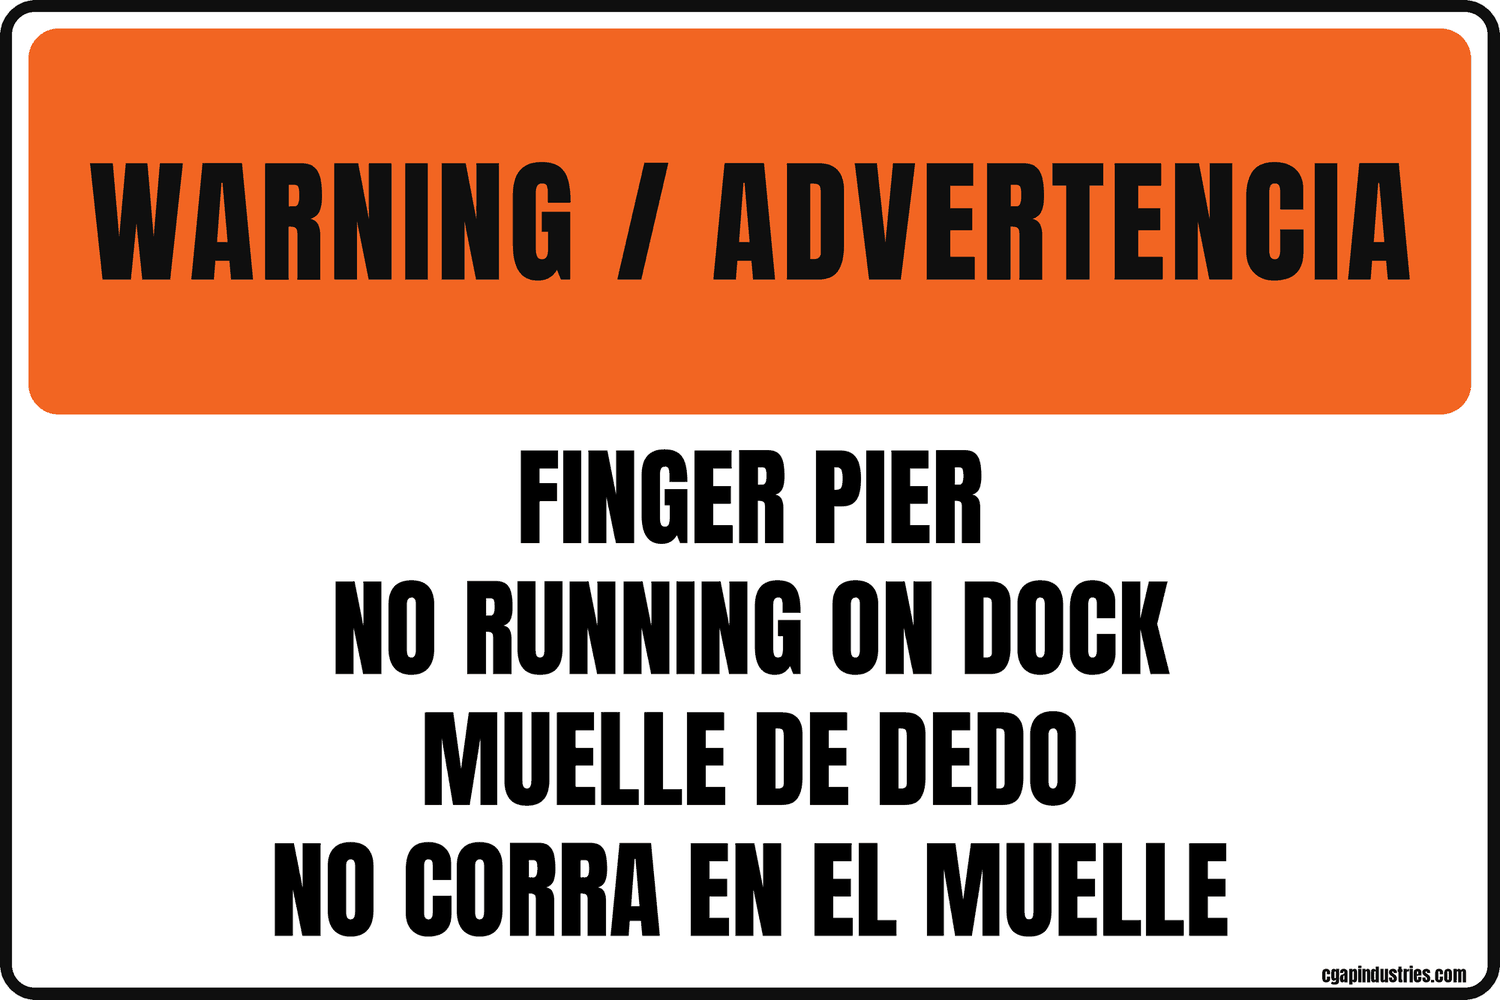 WARNING / ADVERTENCIA
FINGER PIER
NO RUNNING ON DOCK
MUELLE DE DEDO
NO CORRA EN EL MUELLE
cgapindustries.com